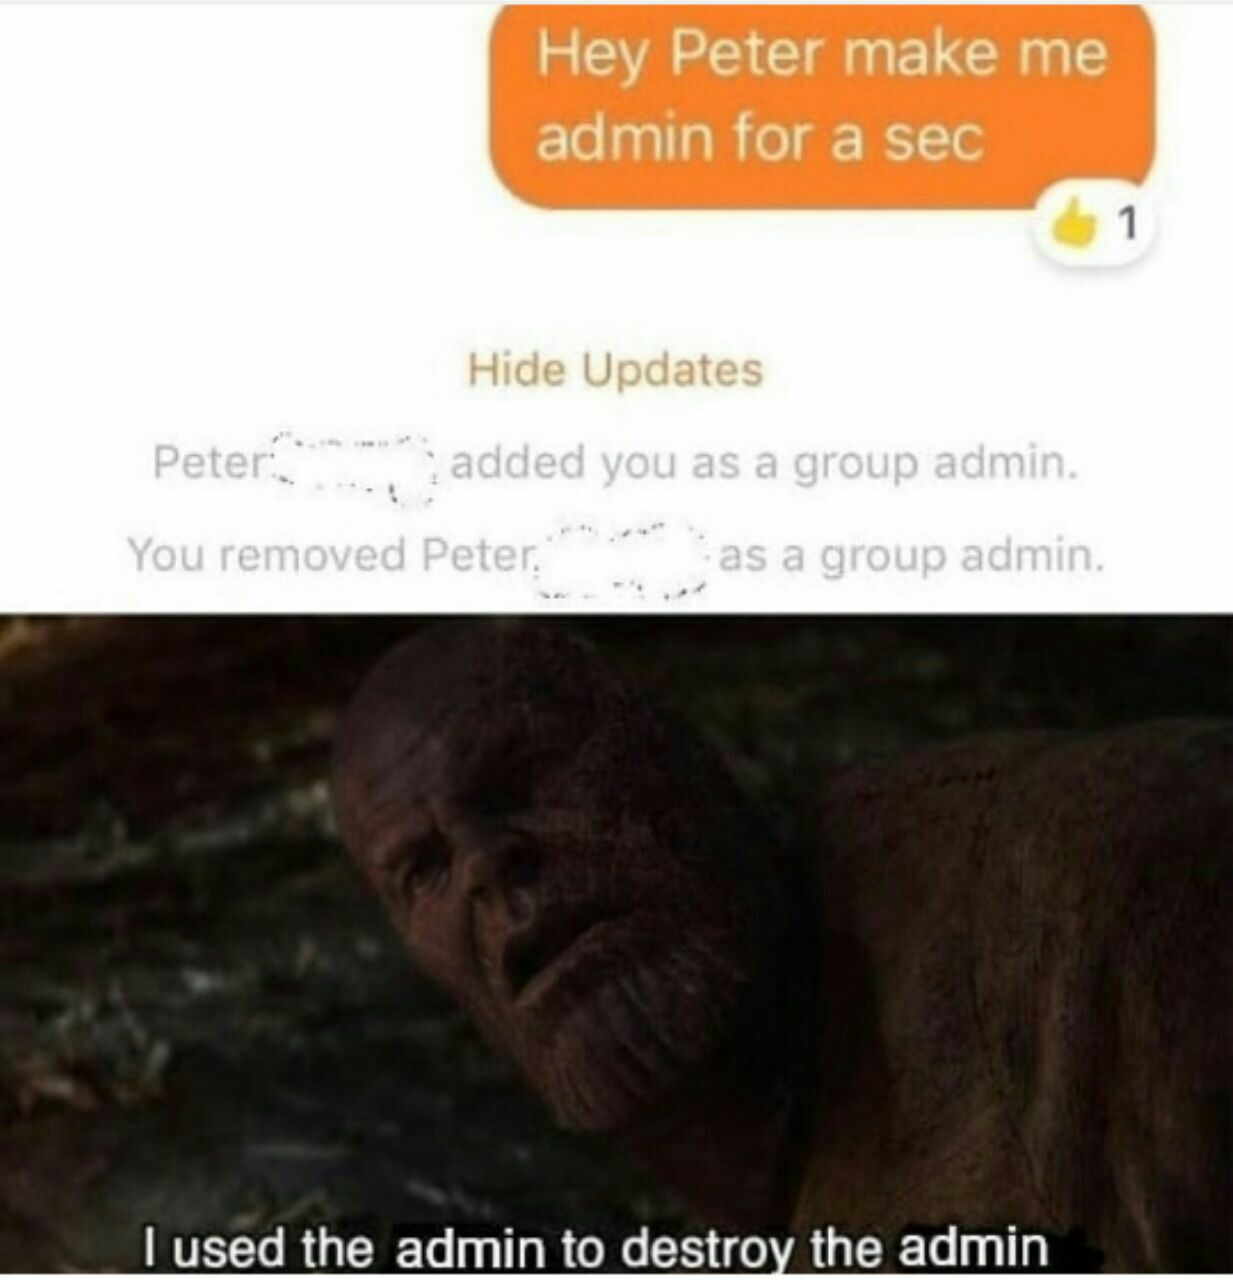 Hey Peter make me
admin for a sec
1
Hide Updates
Peter added you as a group admin.
You removed Peter as a group admin.
I used the admin to destroy the admin